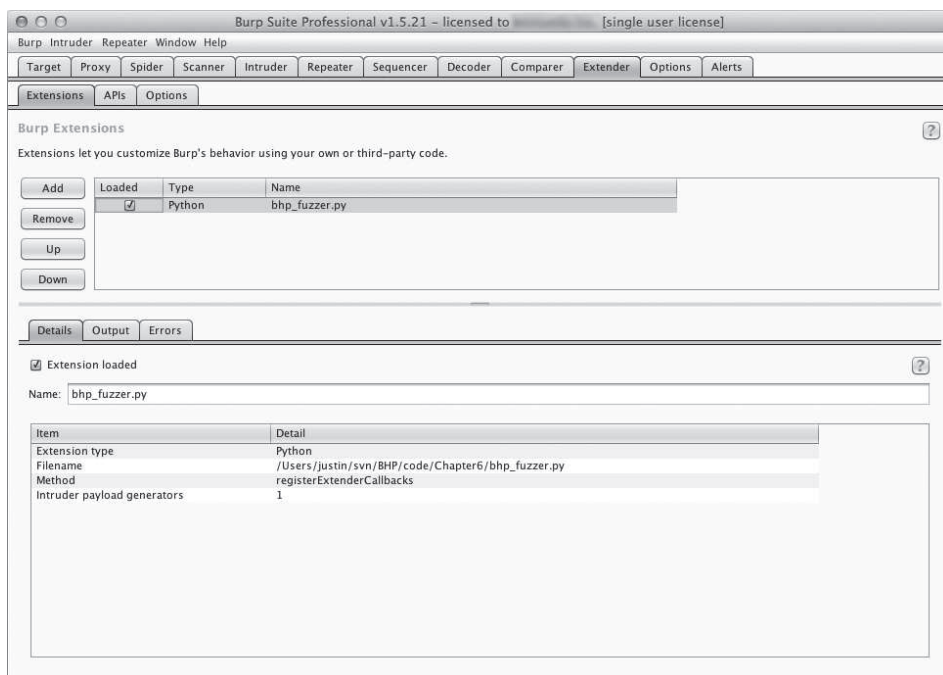 Burp Suite Professional v1.5.21 – licensed to [single user license]
Burp Intruder Repeater Window Help
Target Proxy Spider Scanner Intruder Repeater Sequencer Decoder Comparer Extender Options Alerts
Extensions APIs Options
Burp Extensions
?
Extensions let you customize Burp's behavior using your own or third-party code.
Add
Remove
Up
Down
Loaded Type Name
Python bhp_fuzzer.py
Details Output Errors
Extension loaded
?
Name: bhp_fuzzer.py
Item Detail
Extension type Python
Filename /Users/justin/svn/BHP/code/Chapter6/bhp_fuzzer.py
Method registerExtenderCallbacks
Intruder payload generators 1